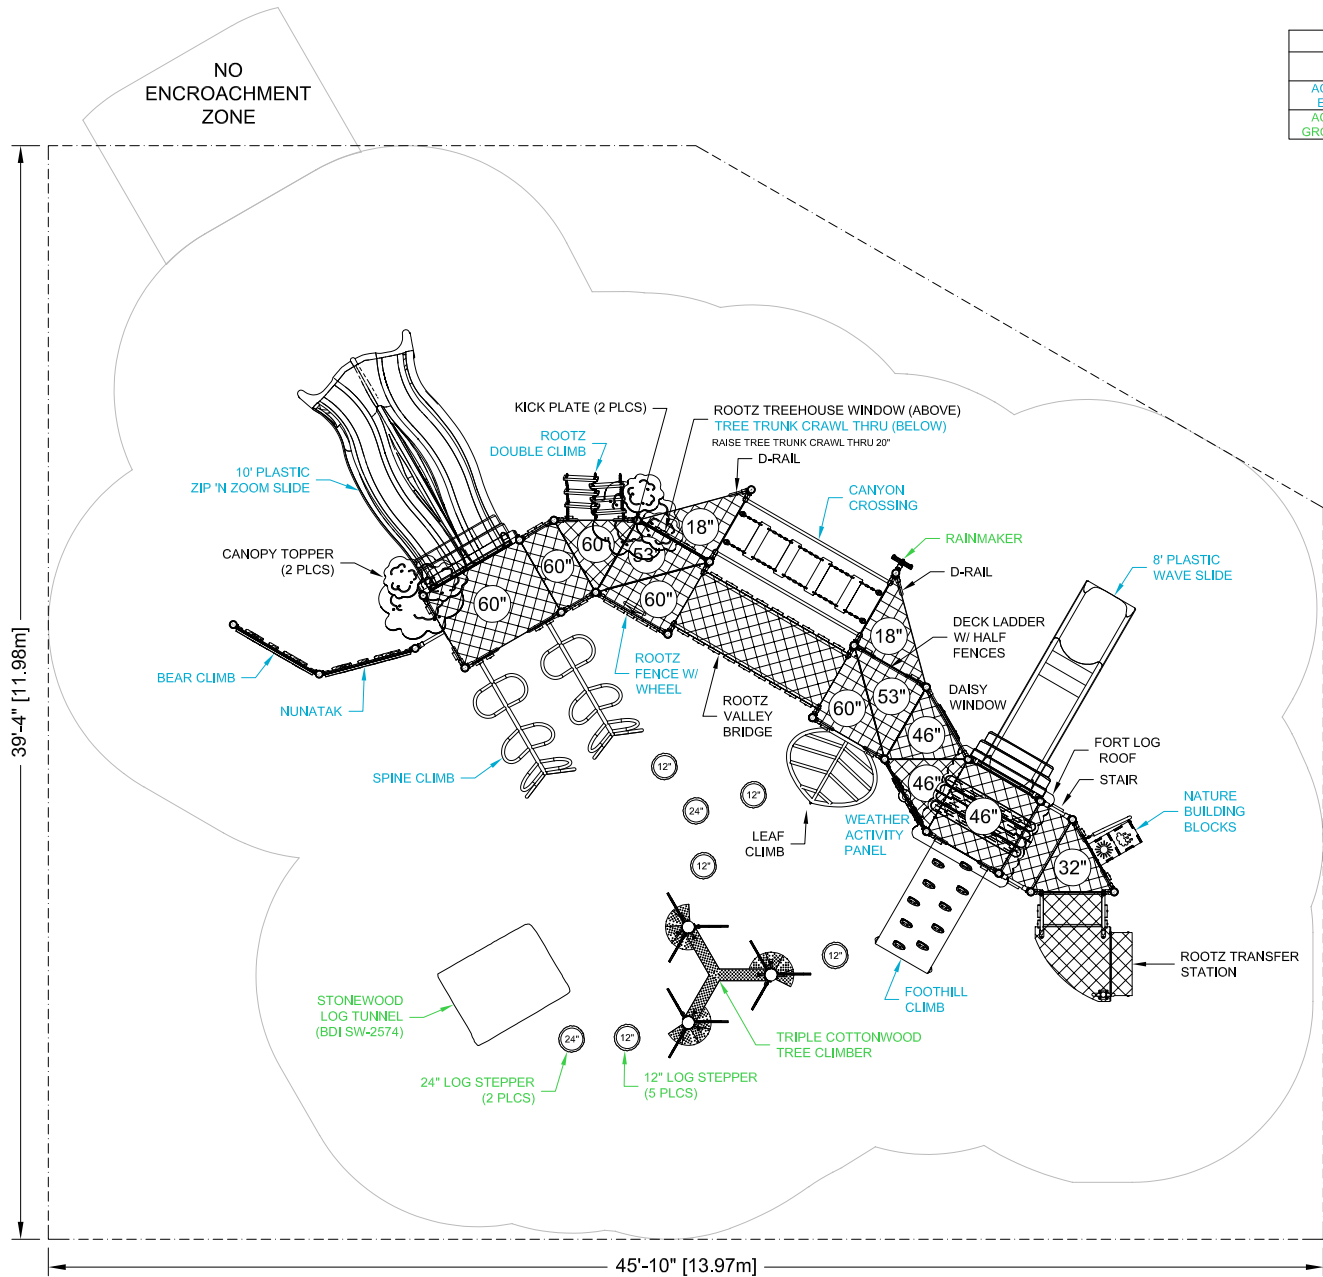 NO
ENCROACHMENT
ZONE
AC
E
AC
GRO
39'-4" [11.98m]
KICK PLATE (2 PLCS)
ROOTZ TREEHOUSE WINDOW (ABOVE)
TREE TRUNK CRAWL THRU (BELOW)
RAISE TREE TRUNK CRAWL THRU 20"
D-RAIL
ROOTZ
DOUBLE CLIMB
10' PLASTIC
ZIP 'N ZOOM SLIDE
CANYON
CROSSING
RAINMAKER
D-RAIL
8' PLASTIC
WAVE SLIDE
CANOPY TOPPER
(2 PLCS)
18"
60"
53"
60"
60"
60"
18"
DECK LADDER
W/ HALF
FENCES
BEAR CLIMB
NUNATAK
ROOTZ
FENCE W/
WHEEL
ROOTZ
VALLEY
BRIDGE
53"
60"
46"
DAISY
WINDOW
SPINE CLIMB
FORT LOG
ROOF
STAIR
46"
46"
NATURE
BUILDING
BLOCKS
12"
12"
24"
12"
LEAF
CLIMB
WEATHER
ACTIVITY
PANEL
32"
12"
ROOTZ TRANSFER
STATION
FOOTHILL
CLIMB
STONEWOOD
LOG TUNNEL
(BDI SW-2574)
24"
12"
TRIPLE COTTONWOOD
TREE CLIMBER
24" LOG STEPPER
(2 PLCS)
12" LOG STEPPER
(5 PLCS)
45'-10" [13.97m]